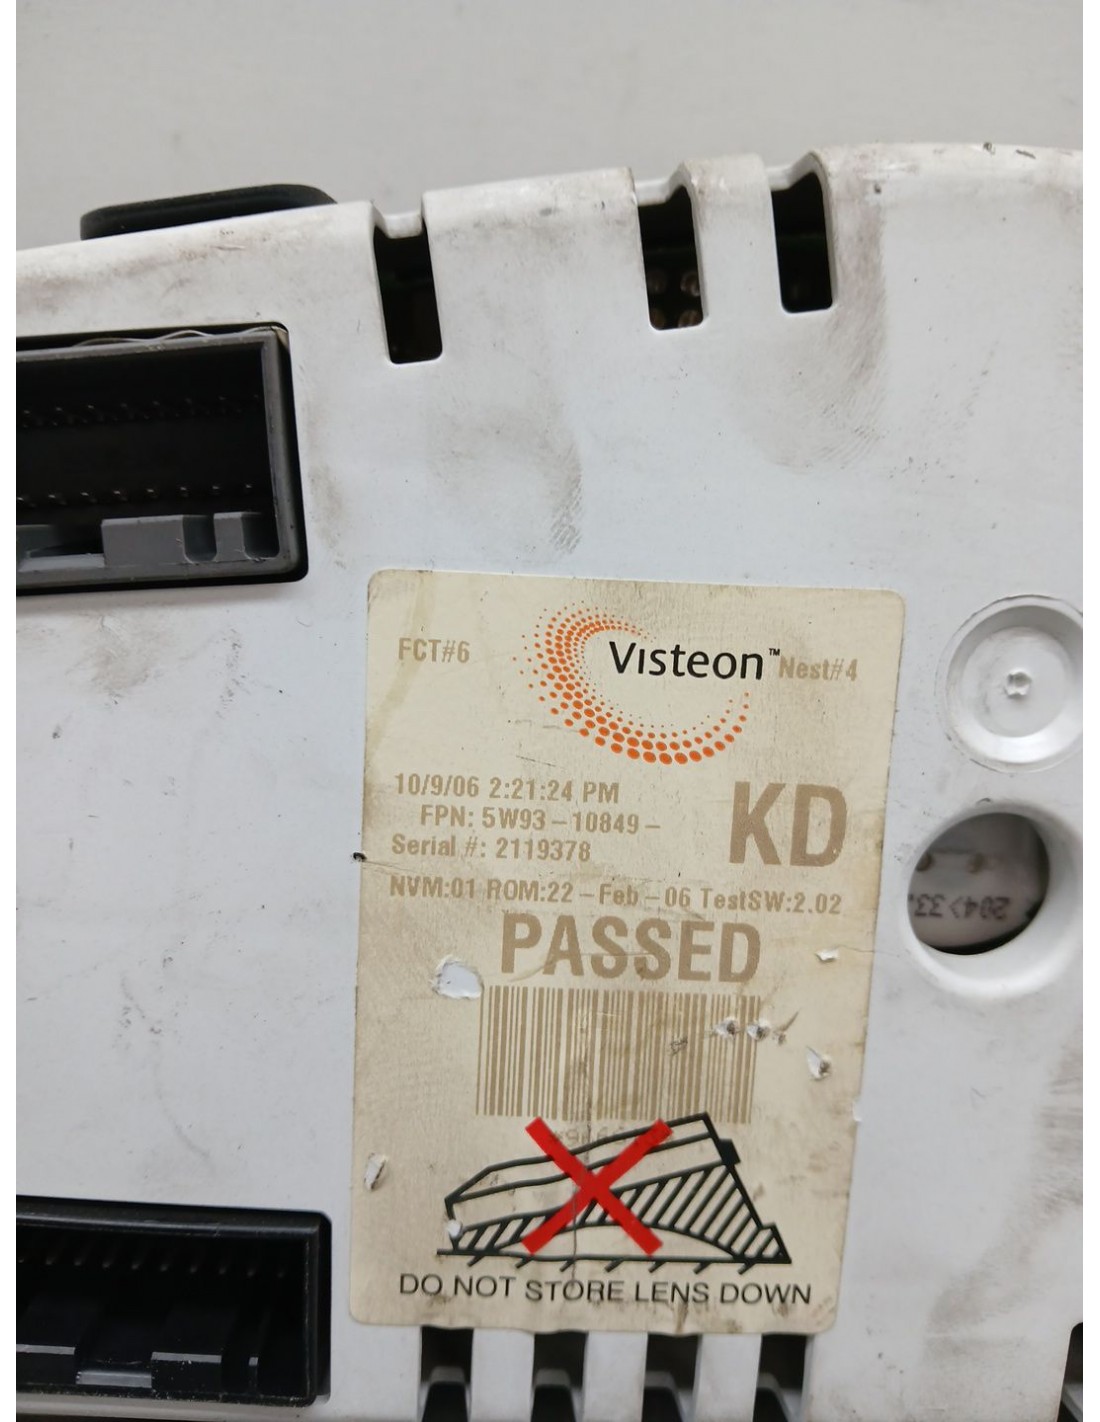 FCT#6
Visteon™
Nest#4
10/9/06 2:21:24 PM
FPN: 5W93-10849-
KD
Serial #: 2119378
NVM:01 ROM:22-Feb-06 TestSW:2.02
PASSED
DO NOT STORE LENS DOWN